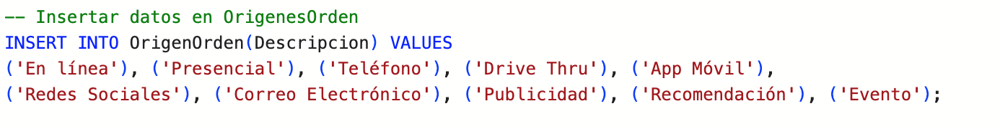 -- Insertar datos en OrigenesOrden
INSERT INTO OrigenOrden(Descripcion) VALUES
('En línea'), ('Presencial'), ('Teléfono'), ('Drive Thru'), ('App Móvil'),
('Redes Sociales'), ('Correo Electrónico'), ('Publicidad'), ('Recomendación'), ('Evento');